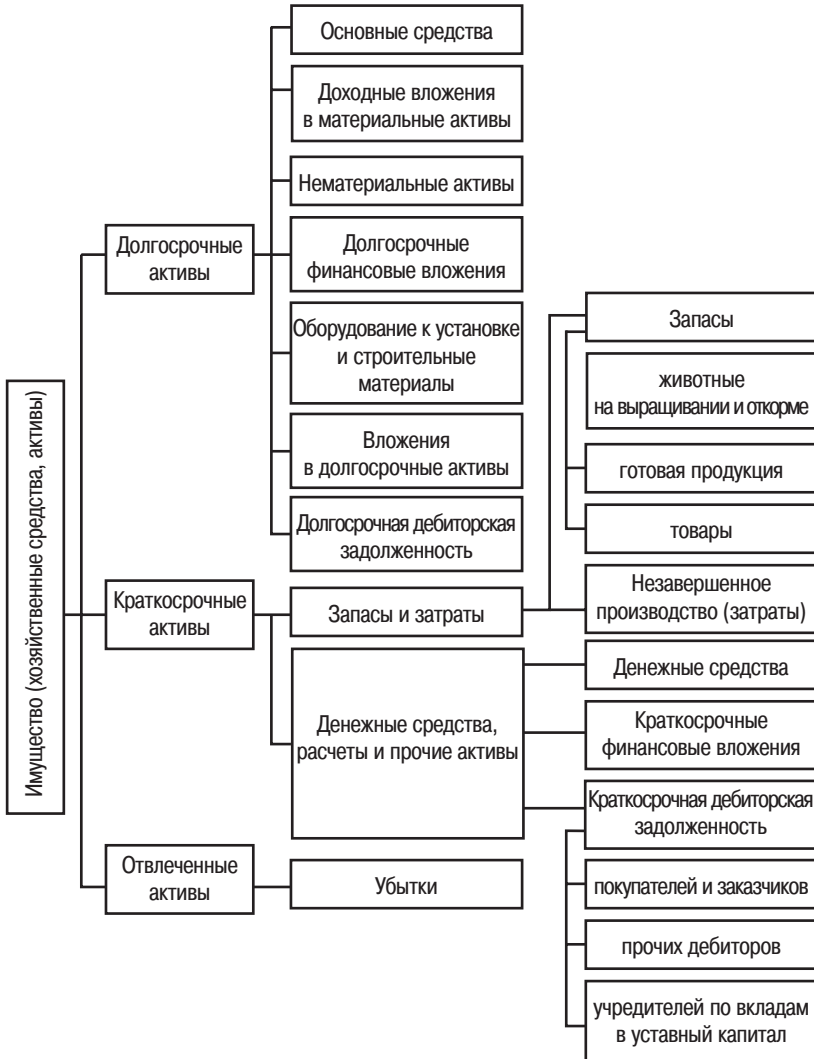 Имущество (хозяйственные средства, активы)
Долгосрочные
активы
Основные средства
Доходные вложения
в материальные активы
Нематериальные активы
Долгосрочные
финансовые вложения
Оборудование к установке
и строительные
материалы
Вложения
в долгосрочные активы
Долгосрочная дебиторская
задолженность
Краткосрочные
активы
Запасы и затраты
Запасы
животные
на выращивании и откорме
готовая продукция
товары
Незавершенное
производство (затраты)
Денежные средства,
расчеты и прочие активы
Денежные средства
Краткосрочные
финансовые вложения
Краткосрочная дебиторская
задолженность
покупателей и заказчиков
прочих дебиторов
учредителей по вкладам
в уставный капитал
Отвлеченные
активы
Убытки